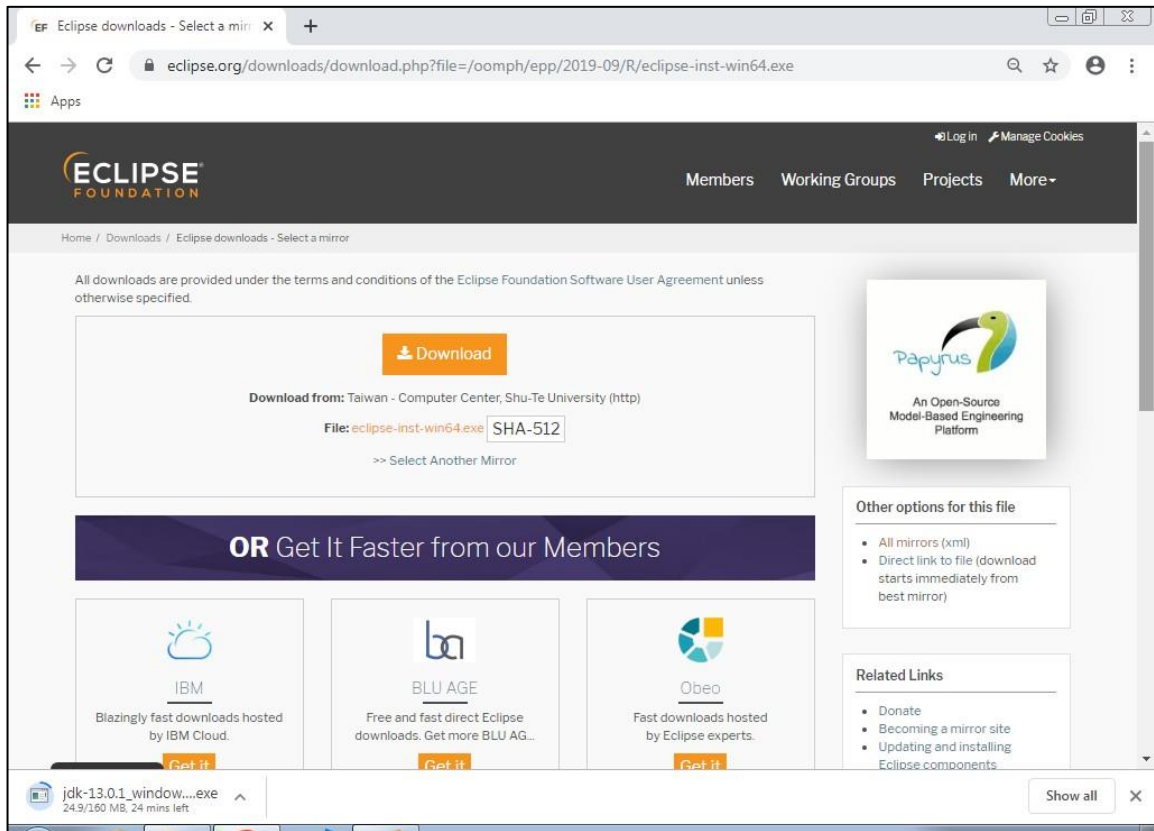 Eclipse downloads - Select a mir
eclipse.org/downloads/download.php?file=/oomph/epp/2019-09/R/eclipse-inst-win64.exe
Apps
Log in Manage Cookies
ECLIPSE
FOUNDATION
Members Working Groups Projects More
Home / Downloads / Eclipse downloads - Select a mirror
All downloads are provided under the terms and conditions of the Eclipse Foundation Software User Agreement unless
otherwise specified.
Download
Download from: Taiwan - Computer Center, Shu-Te University (http)
File: eclipse-inst-win64.exe SHA-512
>> Select Another Mirror
Papyrus
An Open-Source
Model-Based Engineering
Platform
OR Get It Faster from our Members
IBM
Blazingly fast downloads hosted
by IBM Cloud.
Get it
ba
BLU AGE
Free and fast direct Eclipse
downloads. Get more BLU AG...
Get it
Obeo
Fast downloads hosted
by Eclipse experts.
Get it
Other options for this file
All mirrors (xml)
Direct link to file (download
starts immediately from
best mirror)
Related Links
Donate
Becoming a mirror site
Updating and installing
Eclipse components
jdk-13.0.1_window....exe
24.9/160 MB, 24 mins left
Show all